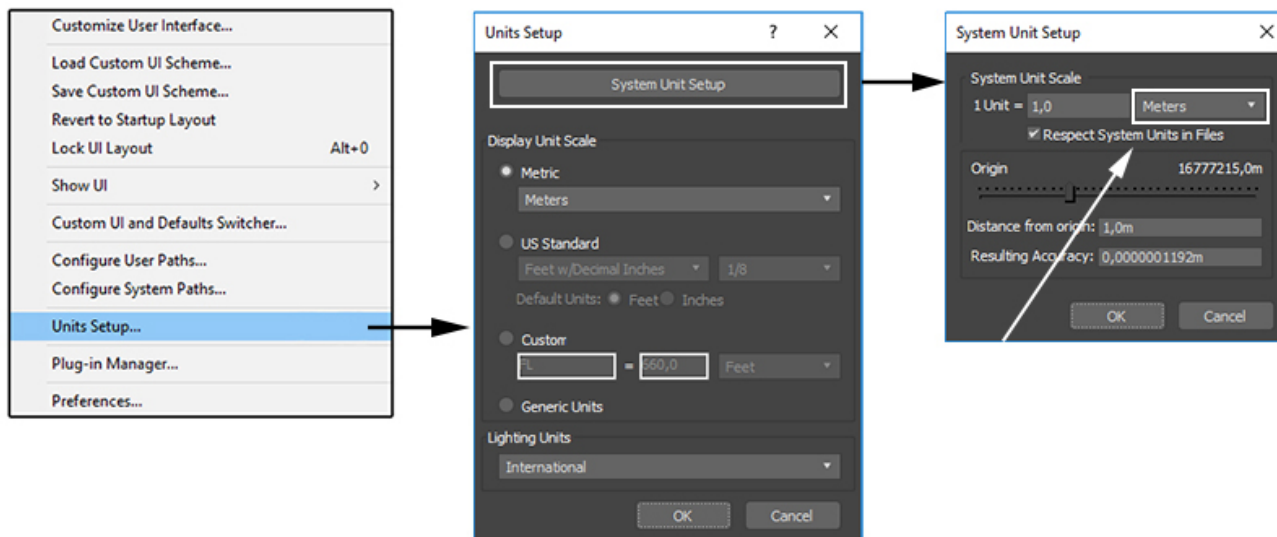 Customize User Interface...
Load Custom UI Scheme...
Save Custom UI Scheme...
Revert to Startup Layout
Lock UI Layout Alt+0
Show UI >
Custom UI and Defaults Switcher...
Configure User Paths...
Configure System Paths...
Units Setup...
Plug-in Manager...
Preferences...
Units Setup ? ×
System Unit Setup
Display Unit Scale
Metric
Meters
US Standard
Feet w/Decimal Inches 1/8
Default Units: Feet Inches
Custom
FL = 660,0 Feet
Generic Units
Lighting Units
International
OK Cancel
System Unit Setup ×
System Unit Scale
1 Unit = 1,0 Meters
Respect System Units in Files
Origin 16777215,0m
Distance from origin: 1,0m
Resulting Accuracy: 0,0000001192m
OK Cancel